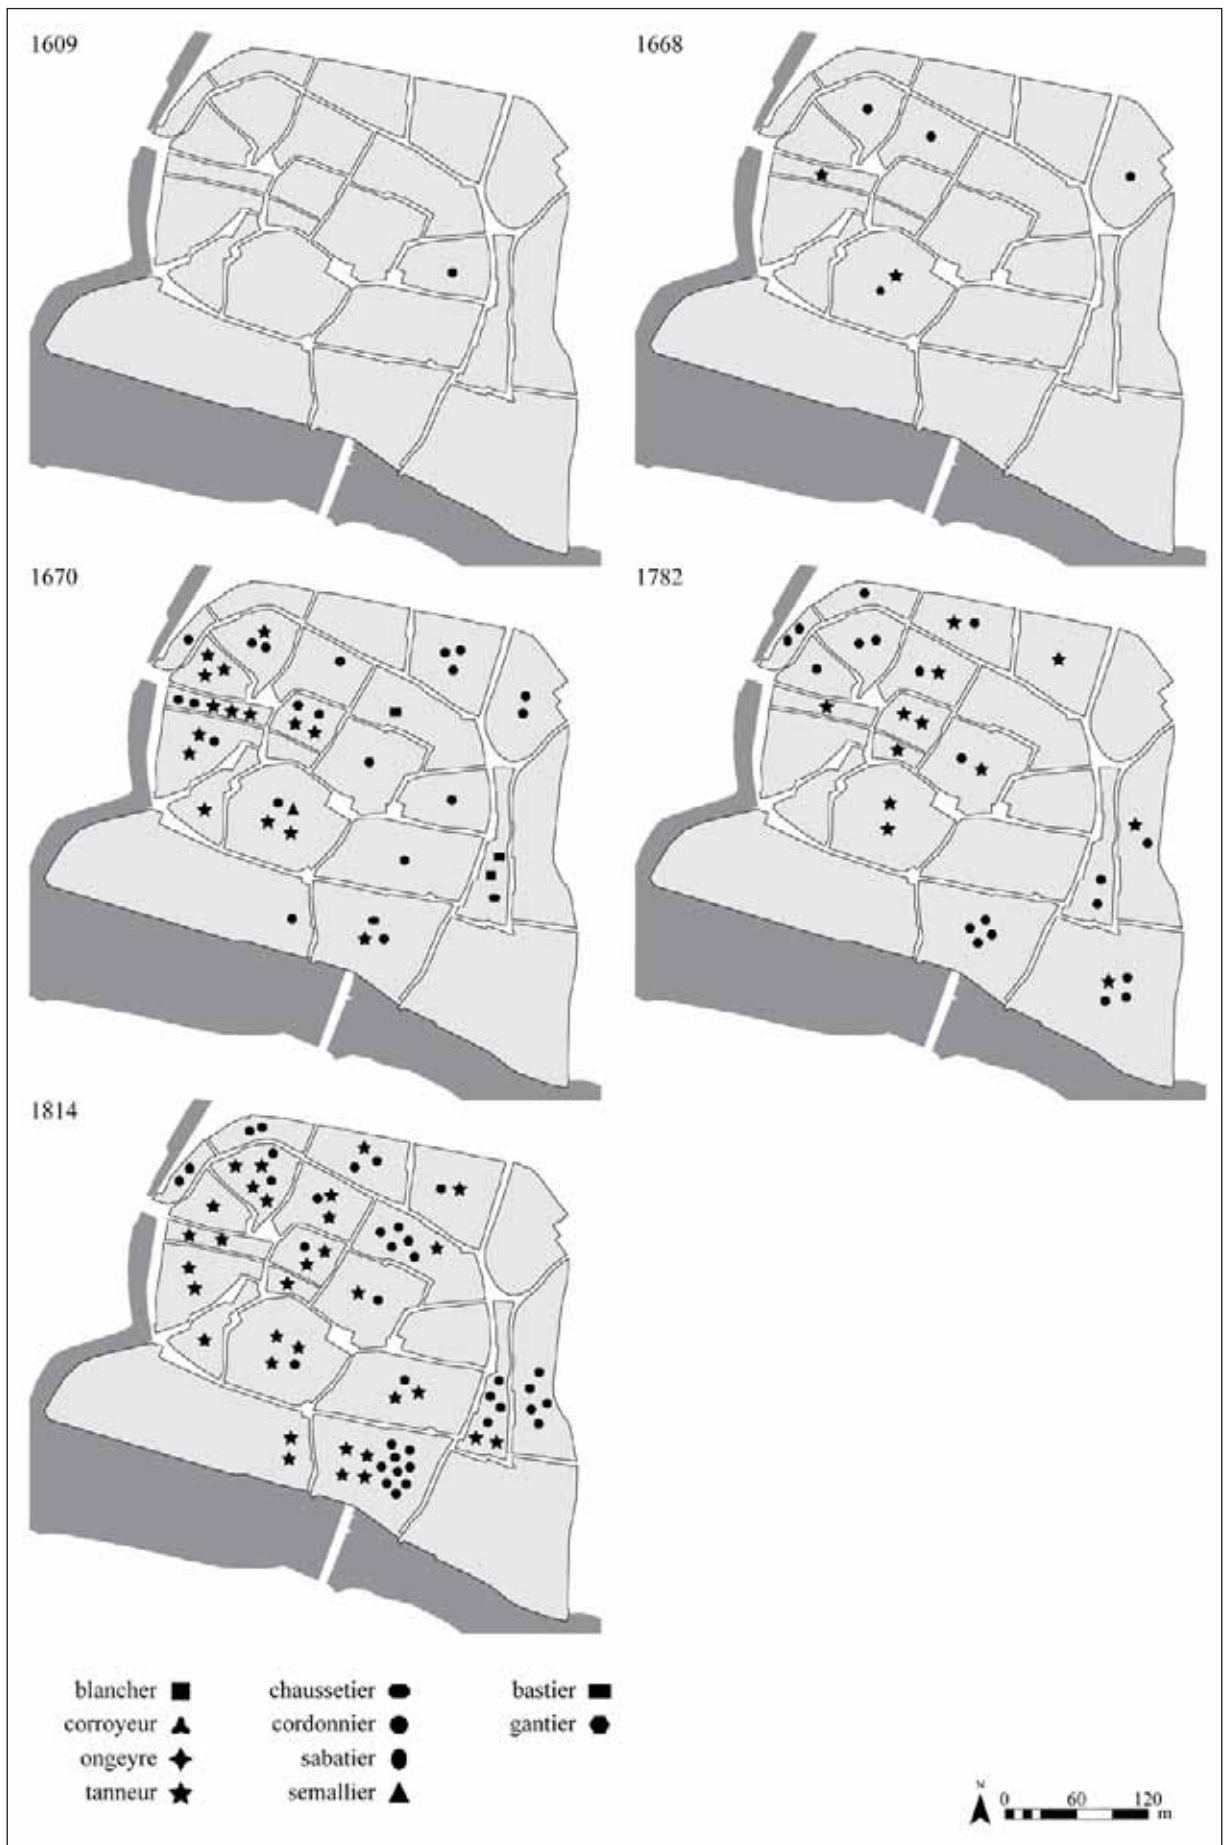 1609 1668
1670 1782
1814
blancher chaussetier bastier
corroyeur cordonnier gantier
ongeyre sabatier
tanneur semallier
N
0 60 120
m